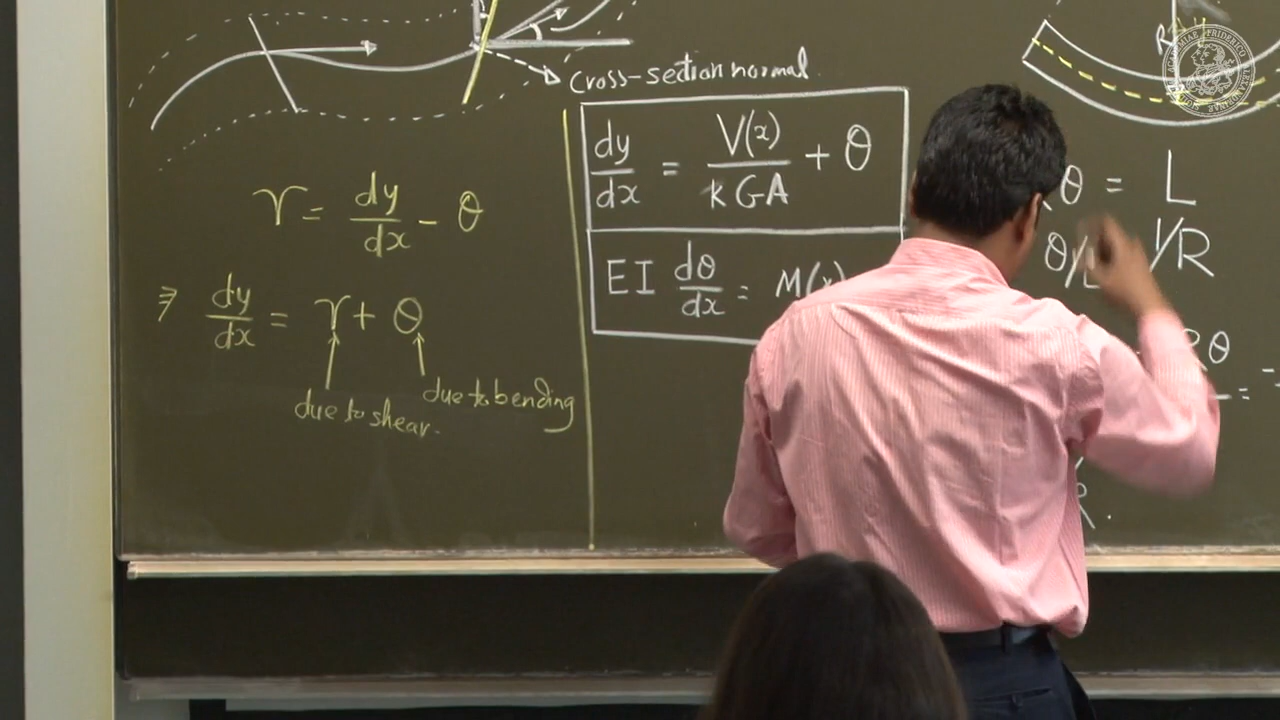 cross-section normal
γ = dy/dx - θ
⇒ dy/dx = γ + θ
due to shear.
due to bending
dy/dx = V(x)/kGA + θ
EI dθ/dx = M(x)
R
θ = L
θ/L 1/R
Rθ
=
R.